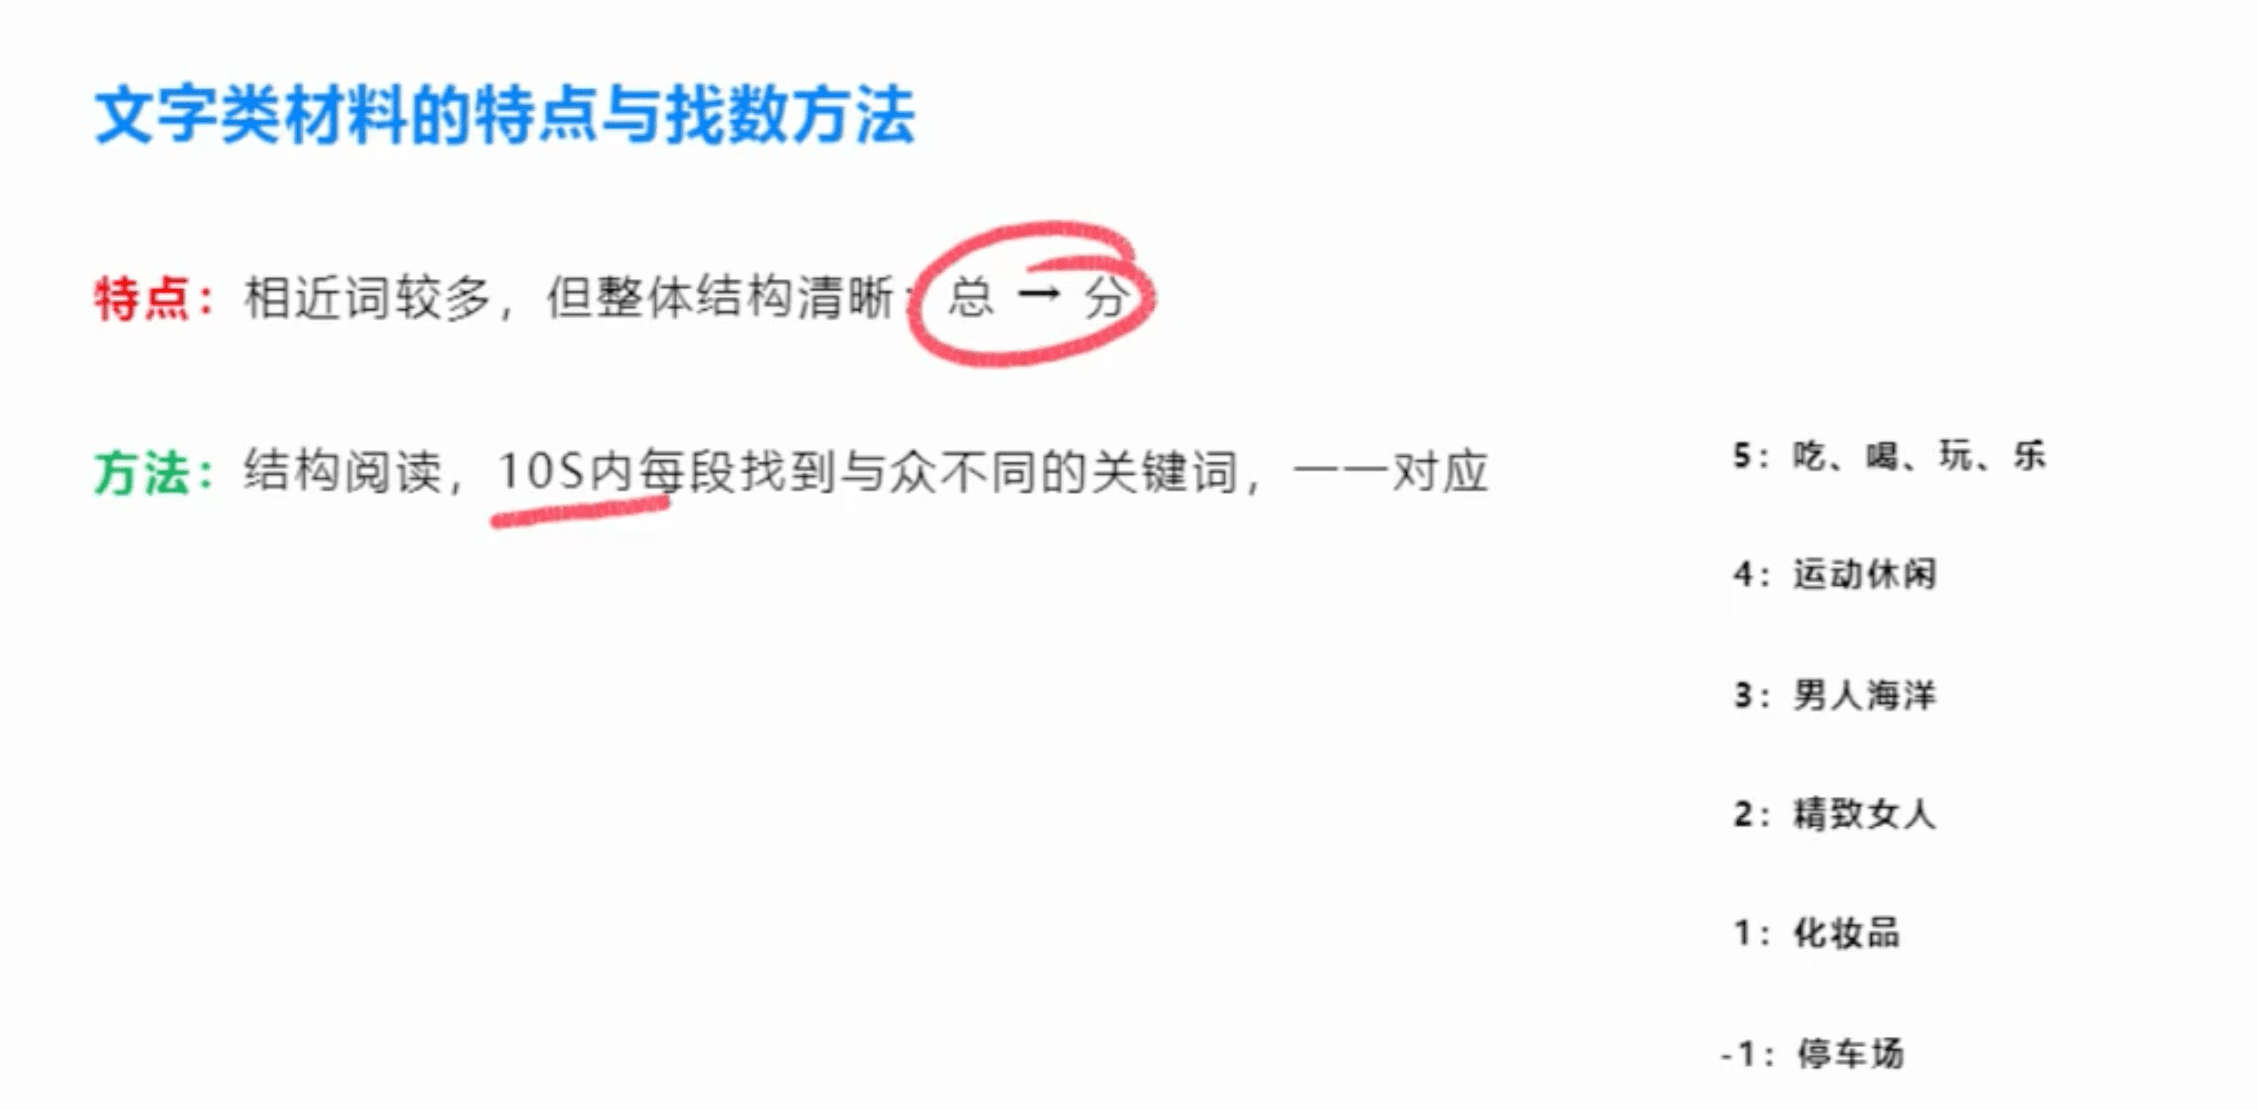 文字类材料的特点与找数方法
特点：相近词较多，但整体结构清晰：总 → 分
方法：结构阅读，10S内每段找到与众不同的关键词，一一对应
5：吃、喝、玩、乐
4：运动休闲
3：男人海洋
2：精致女人
1：化妆品
-1：停车场